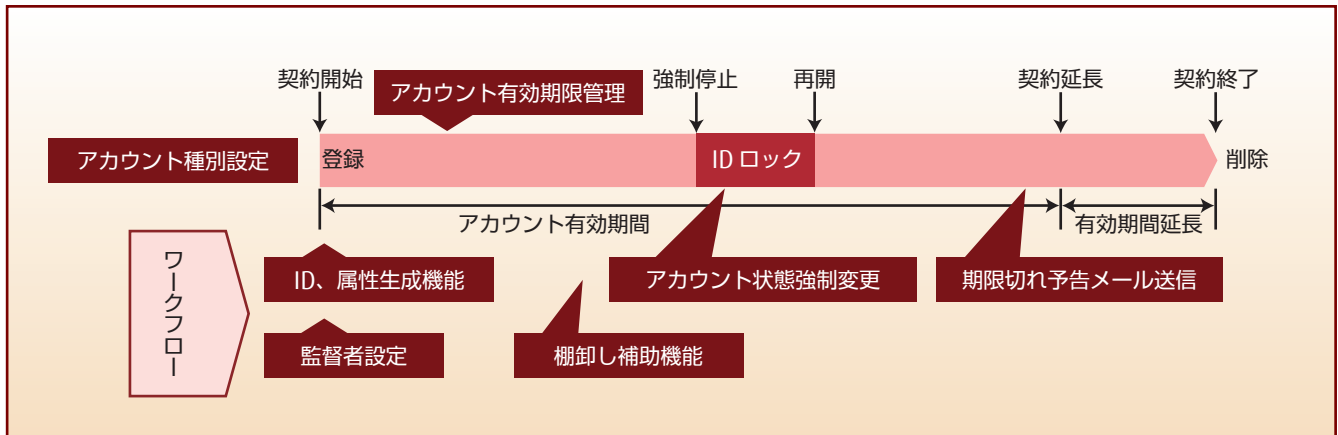 契約開始
強制停止
再開
契約延長
契約終了
アカウント有効期限管理
アカウント種別設定
登録
ID ロック
削除
アカウント有効期間
有効期間延長
ワークフロー
ID、属性生成機能
アカウント状態強制変更
期限切れ予告メール送信
監督者設定
棚卸し補助機能